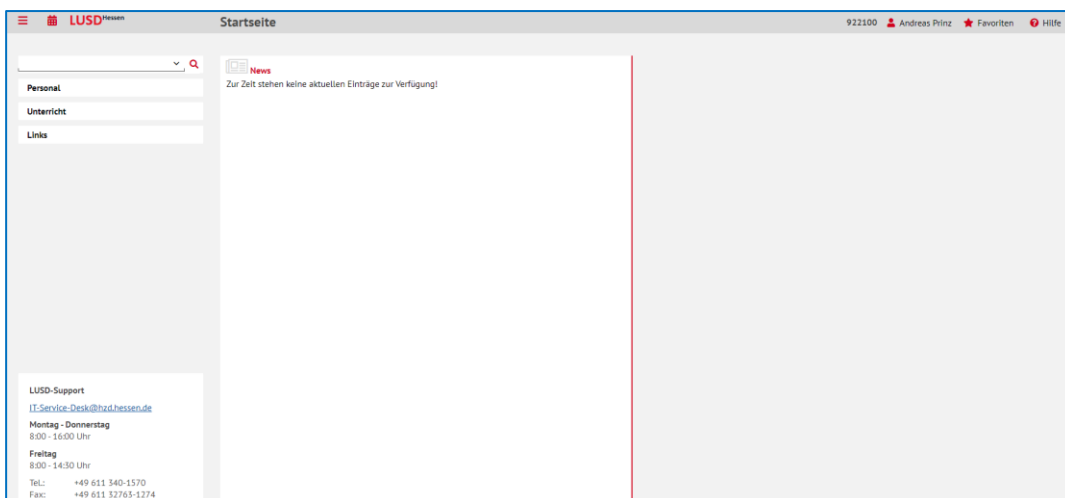 LUSD Hessen
Startseite
922100 Andreas Prinz Favoriten Hilfe
News
Zur Zeit stehen keine aktuellen Einträge zur Verfügung!
Personal
Unterricht
Links
LUSD-Support
IT-Service-Desk@hzd.hessen.de
Montag - Donnerstag
8:00 - 16:00 Uhr
Freitag
8:00 - 14:30 Uhr
Tel.: +49 611 340-1570
Fax: +49 611 32763-1274